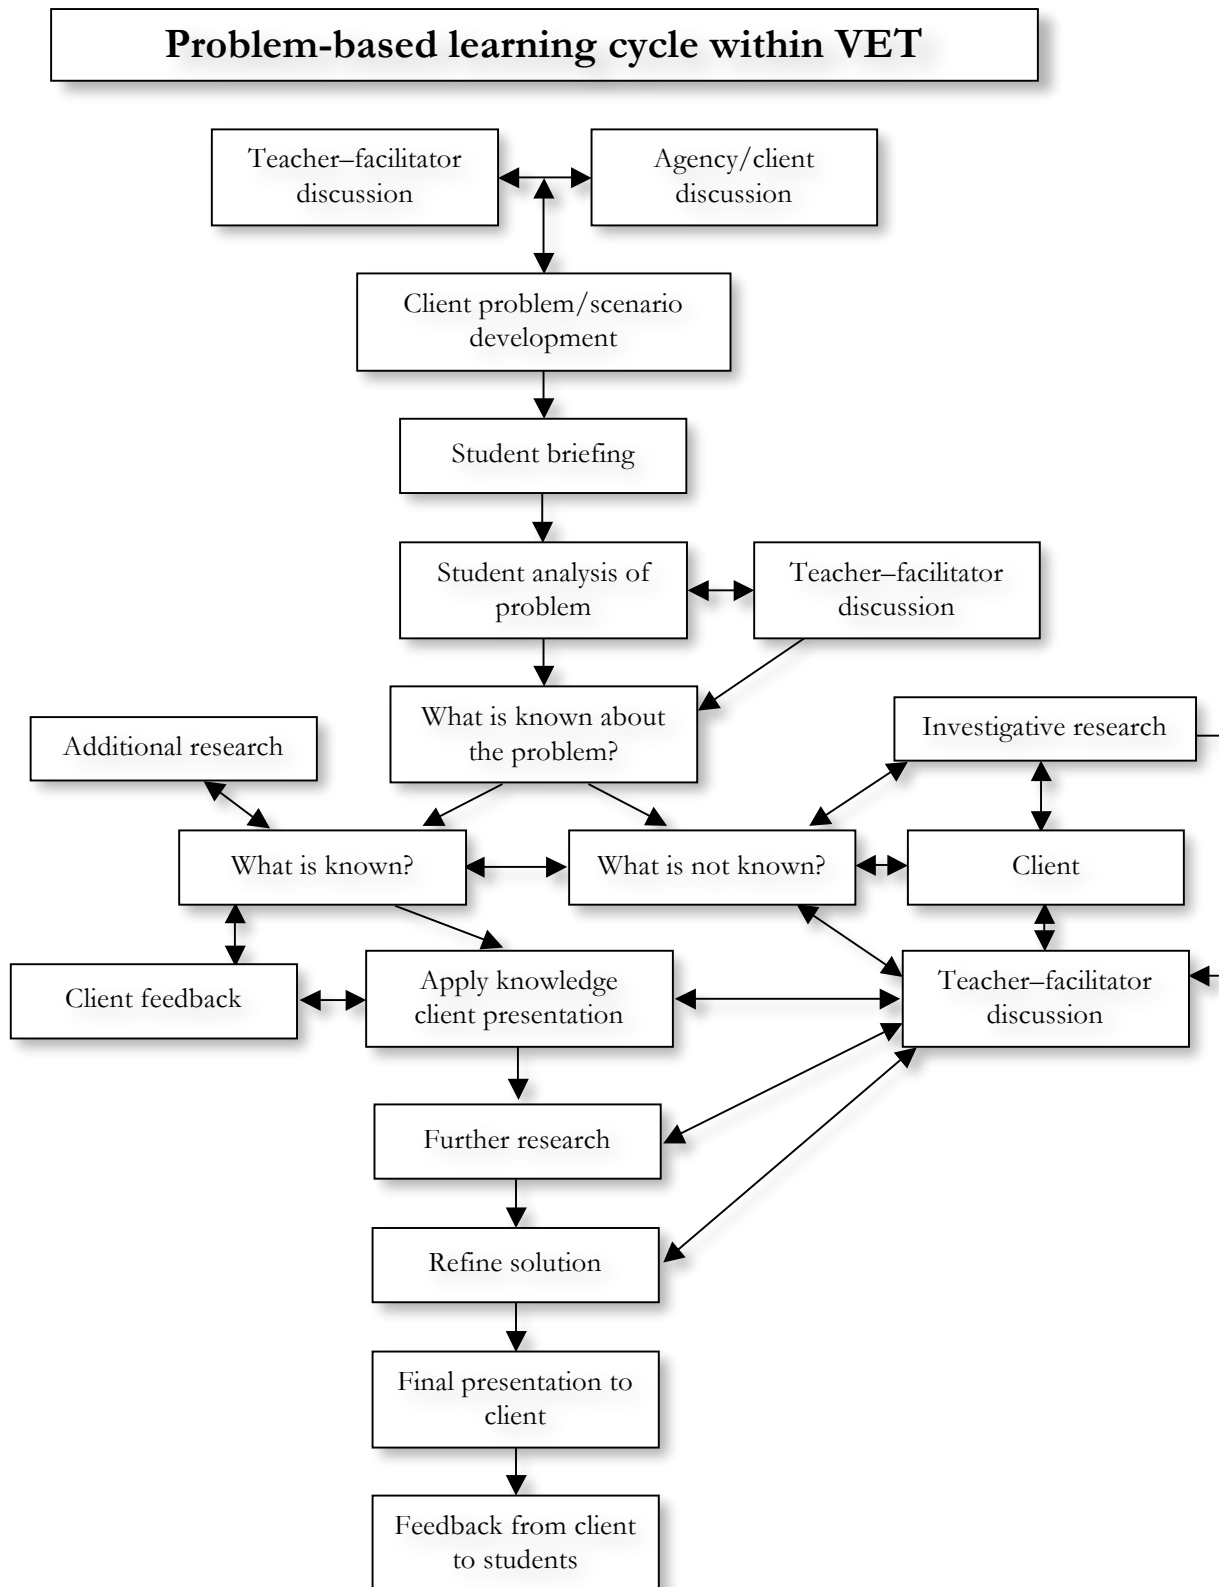 Problem-based learning cycle within VET
Teacher–facilitator
discussion
Agency/client
discussion
Client problem/scenario
development
Student briefing
Student analysis of
problem
Teacher–facilitator
discussion
What is known about
the problem?
Investigative research
Additional research
What is known?
What is not known?
Client
Client feedback
Apply knowledge
client presentation
Teacher–facilitator
discussion
Further research
Refine solution
Final presentation to
client
Feedback from client
to students